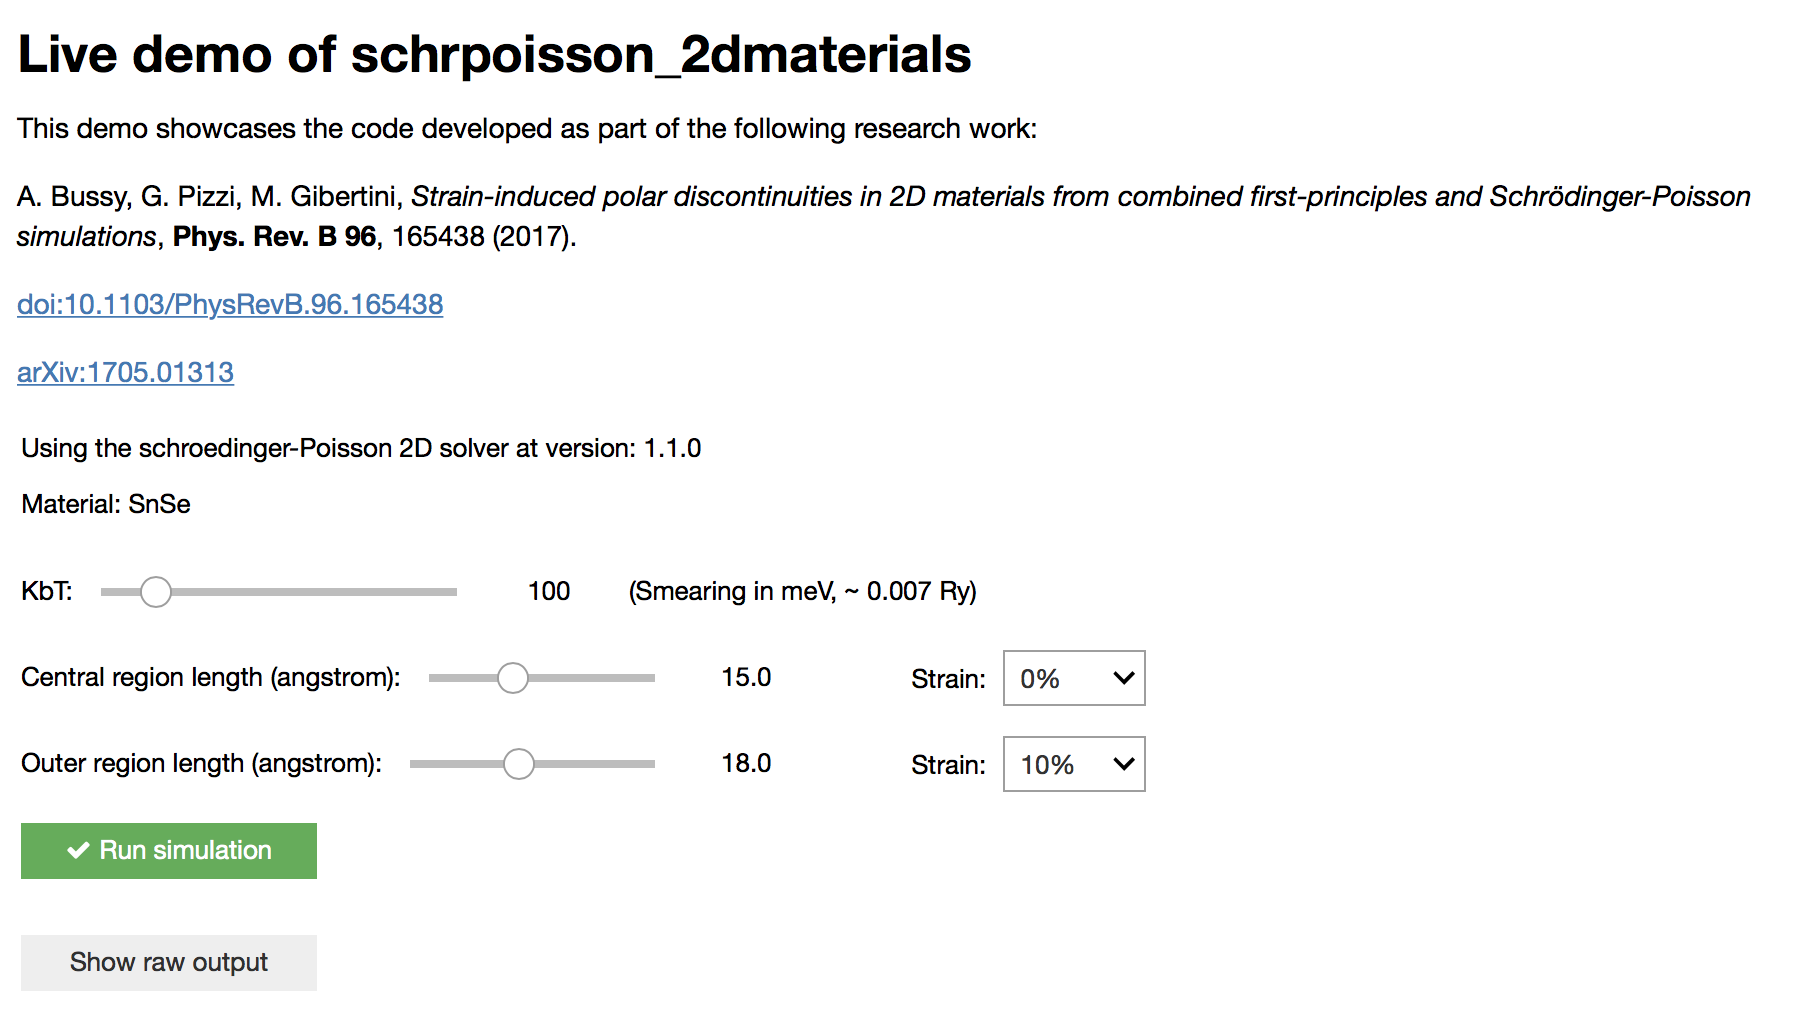 Live demo of schrpoisson_2dmaterials
This demo showcases the code developed as part of the following research work:
A. Bussy, G. Pizzi, M. Gibertini, Strain-induced polar discontinuities in 2D materials from combined first-principles and Schrödinger-Poisson
simulations, Phys. Rev. B 96, 165438 (2017).
doi:10.1103/PhysRevB.96.165438
arXiv:1705.01313
Using the schroedinger-Poisson 2D solver at version: 1.1.0
Material: SnSe
KbT: 100 (Smearing in meV, ~ 0.007 Ry)
Central region length (angstrom): 15.0 Strain: 0%
Outer region length (angstrom): 18.0 Strain: 10%
Run simulation
Show raw output